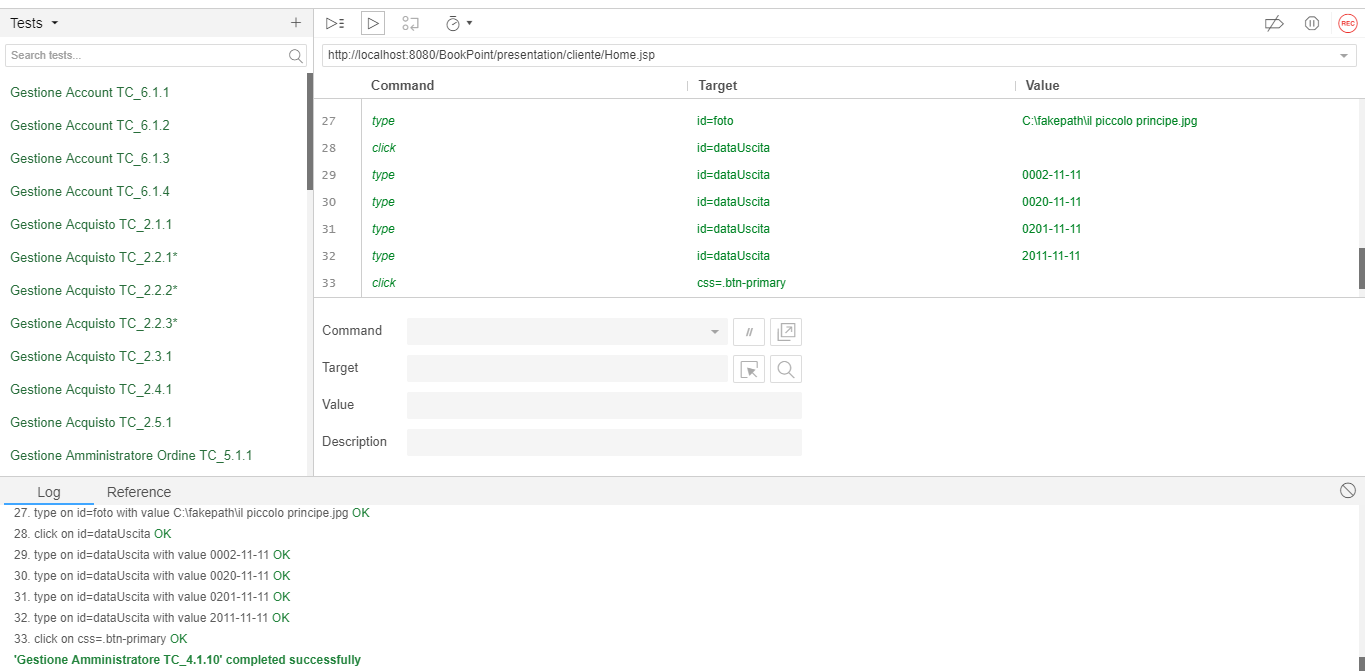 Tests
+
REC
Search tests...
http://localhost:8080/BookPoint/presentation/cliente/Home.jsp
Command Target Value
Gestione Account TC_6.1.1
Gestione Account TC_6.1.2
Gestione Account TC_6.1.3
Gestione Account TC_6.1.4
Gestione Acquisto TC_2.1.1
Gestione Acquisto TC_2.2.1*
Gestione Acquisto TC_2.2.2*
Gestione Acquisto TC_2.2.3*
Gestione Acquisto TC_2.3.1
Gestione Acquisto TC_2.4.1
Gestione Acquisto TC_2.5.1
Gestione Amministratore Ordine TC_5.1.1
27 type id=foto C:\fakepath\il piccolo principe.jpg
28 click id=dataUscita
29 type id=dataUscita 0002-11-11
30 type id=dataUscita 0020-11-11
31 type id=dataUscita 0201-11-11
32 type id=dataUscita 2011-11-11
33 click css=.btn-primary
Command //
Target
Value
Description
Log Reference
27. type on id=foto with value C:\fakepath\il piccolo principe.jpg OK
28. click on id=dataUscita OK
29. type on id=dataUscita with value 0002-11-11 OK
30. type on id=dataUscita with value 0020-11-11 OK
31. type on id=dataUscita with value 0201-11-11 OK
32. type on id=dataUscita with value 2011-11-11 OK
33. click on css=.btn-primary OK
'Gestione Amministratore TC_4.1.10' completed successfully